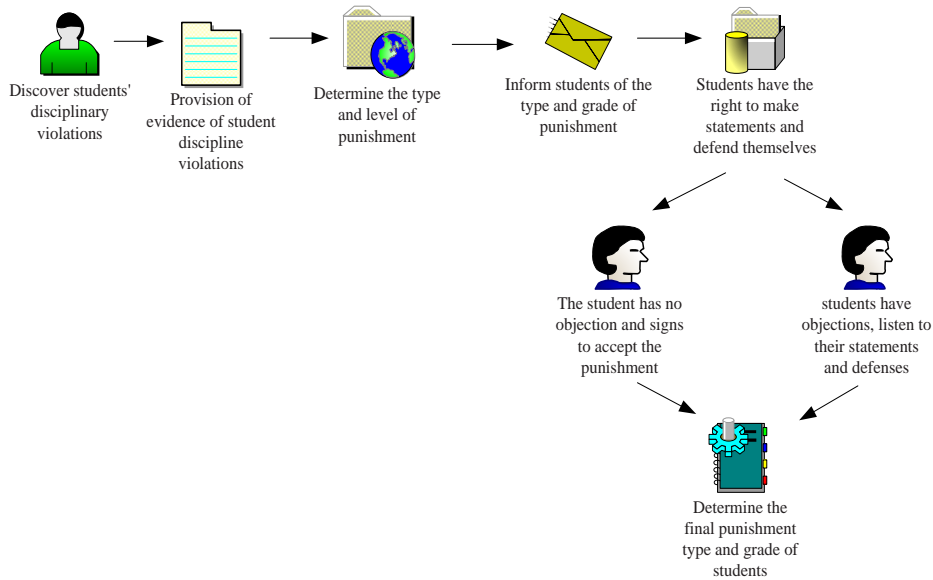 Discover students'
disciplinary
violations
Provision of
evidence of student
discipline
violations
Determine the type
and level of
punishment
Inform students of the
type and grade of
punishment
Students have the
right to make
statements and
defend themselves
The student has no
objection and signs
to accept the
punishment
students have
objections, listen to
their statements
and defenses
Determine the
final punishment
type and grade of
students